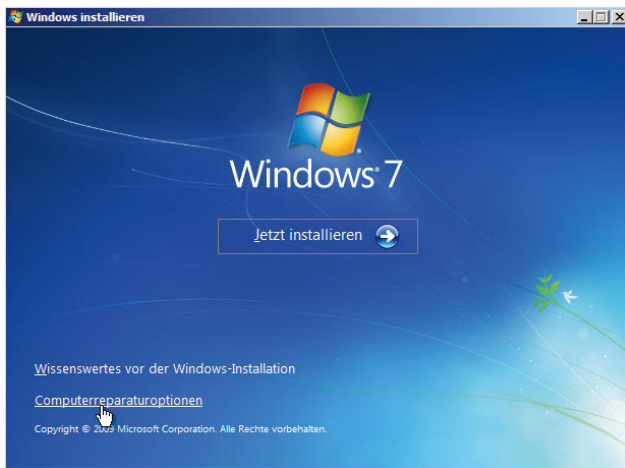 Windows installieren
Windows 7
Jetzt installieren
Wissenswertes vor der Windows-Installation
Computerreparaturoptionen
Copyright © 2009 Microsoft Corporation. Alle Rechte vorbehalten.